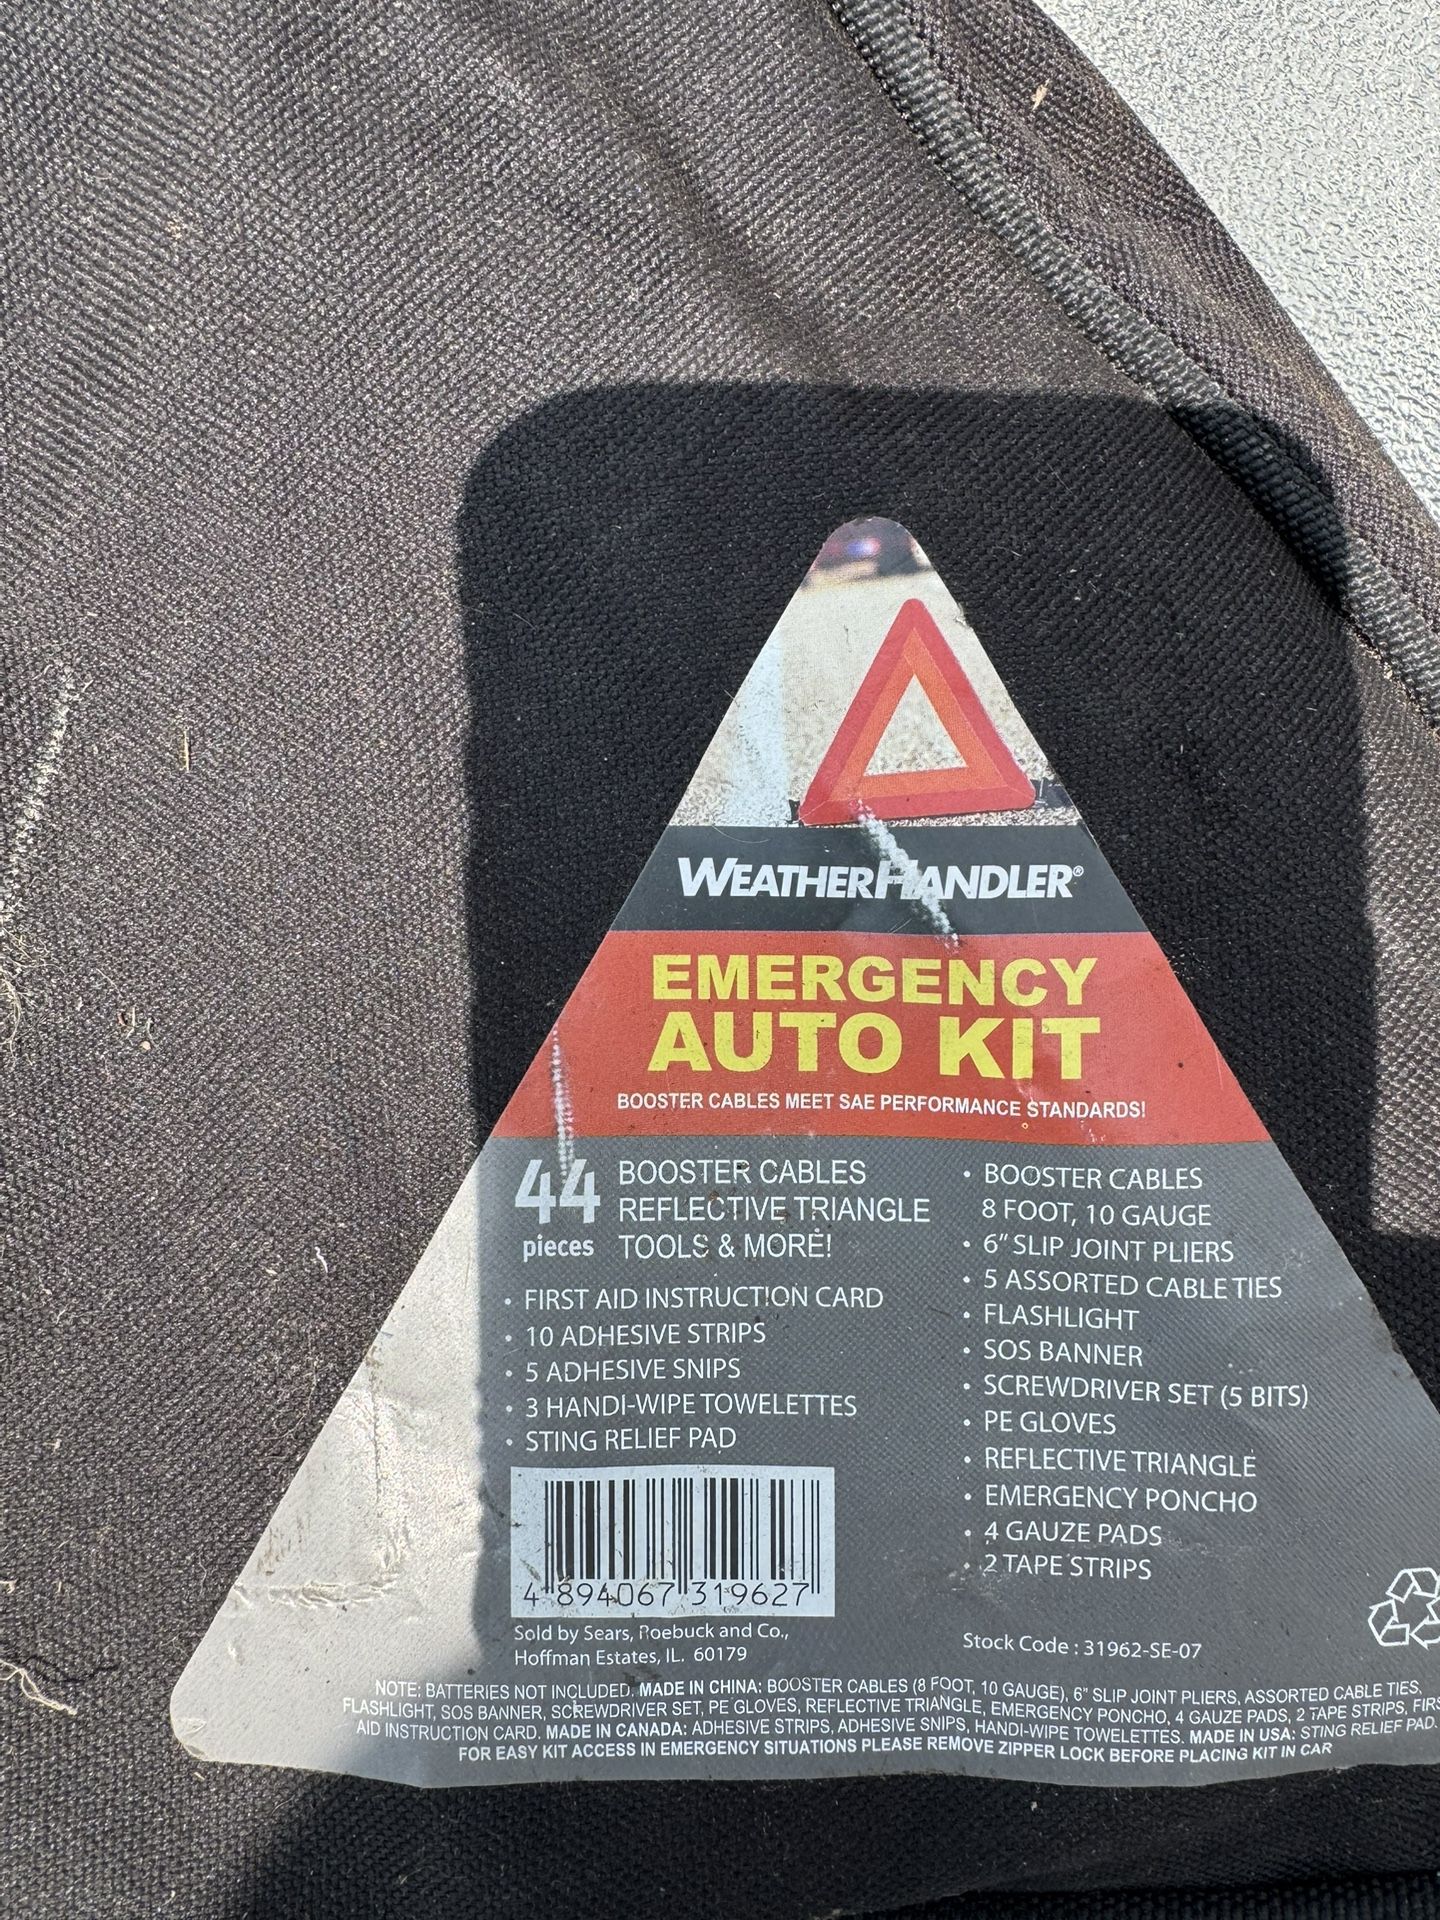 WEATHERHANDLER®
EMERGENCY
AUTO KIT
BOOSTER CABLES MEET SAE PERFORMANCE STANDARDS!
44
pieces
BOOSTER CABLES
REFLECTIVE TRIANGLE
TOOLS & MORE!
• FIRST AID INSTRUCTION CARD
• 10 ADHESIVE STRIPS
• 5 ADHESIVE SNIPS
• 3 HANDI-WIPE TOWELETTES
• STING RELIEF PAD
• BOOSTER CABLES
8 FOOT, 10 GAUGE
• 6" SLIP JOINT PLIERS
• 5 ASSORTED CABLE TIES
• FLASHLIGHT
• SOS BANNER
• SCREWDRIVER SET (5 BITS)
• PE GLOVES
• REFLECTIVE TRIANGLE
• EMERGENCY PONCHO
• 4 GAUZE PADS
• 2 TAPE STRIPS
4 894067 319627
Sold by Sears, Roebuck and Co.,
Hoffman Estates, IL. 60179
Stock Code : 31962-SE-07
NOTE: BATTERIES NOT INCLUDED. MADE IN CHINA: BOOSTER CABLES (8 FOOT, 10 GAUGE), 6" SLIP JOINT PLIERS, ASSORTED CABLE TIES,
FLASHLIGHT, SOS BANNER, SCREWDRIVER SET, PE GLOVES, REFLECTIVE TRIANGLE, EMERGENCY PONCHO, 4 GAUZE PADS, 2 TAPE STRIPS, FIRS
AID INSTRUCTION CARD. MADE IN CANADA: ADHESIVE STRIPS, ADHESIVE SNIPS, HANDI-WIPE TOWELETTES. MADE IN USA: STING RELIEF PAD.
FOR EASY KIT ACCESS IN EMERGENCY SITUATIONS PLEASE REMOVE ZIPPER LOCK BEFORE PLACING KIT IN CAR